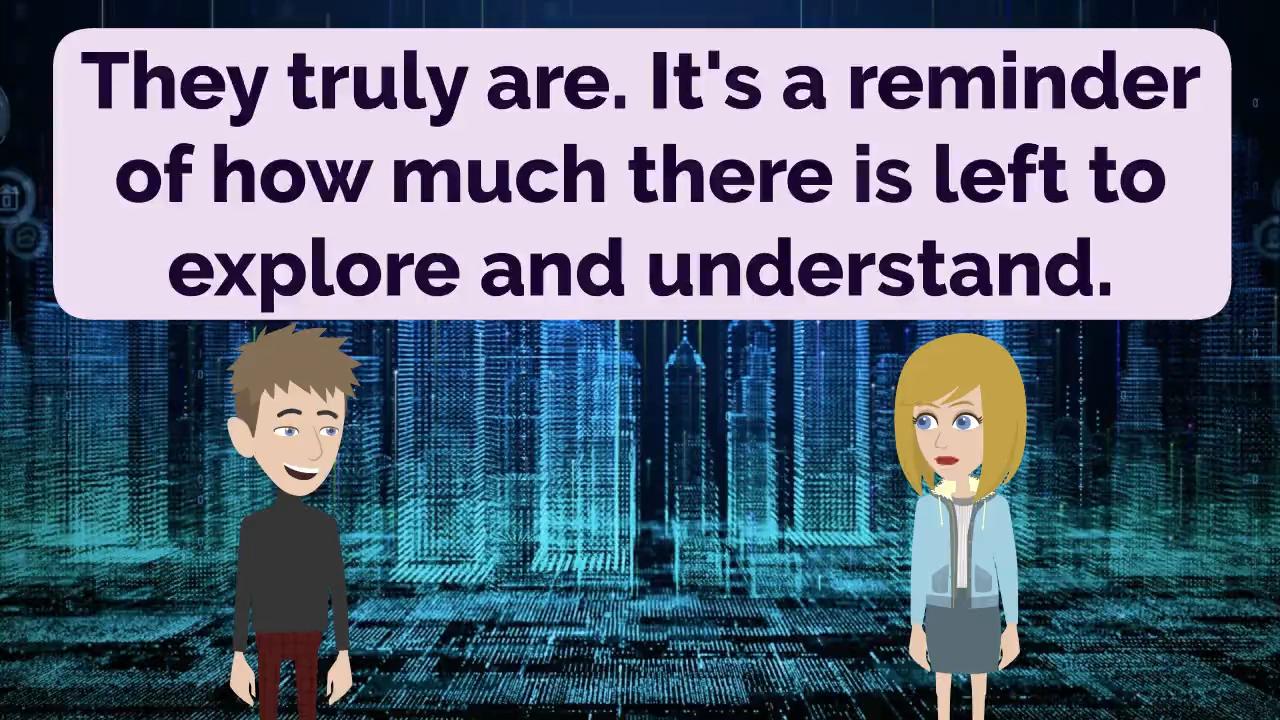 They truly are. It's a reminder
of how much there is left to
explore and understand.